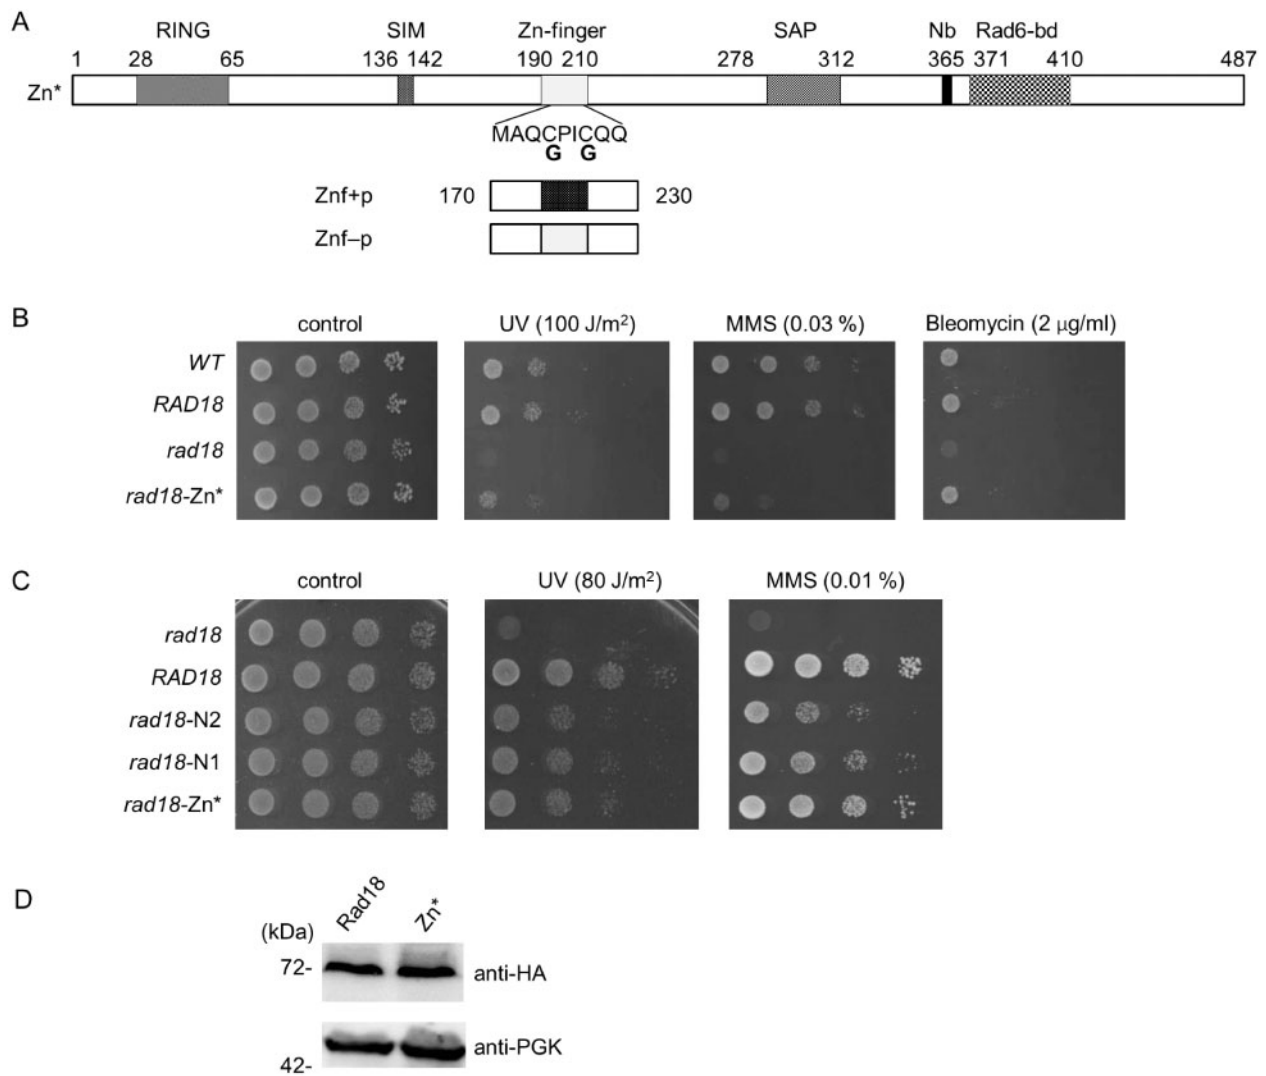 A
RING SIM Zn-finger SAP Nb Rad6-bd
1 28 65 136 142 190 210 278 312 365 371 410 487
Zn*
MAQCPICQQ
G G
Znf+p 170 230
Znf–p
B
control UV (100 J/m²) MMS (0.03 %) Bleomycin (2 μg/ml)
WT
RAD18
rad18
rad18-Zn*
C
control UV (80 J/m²) MMS (0.01 %)
rad18
RAD18
rad18-N2
rad18-N1
rad18-Zn*
D
Rad18 Zn*
(kDa)
72- anti-HA
anti-PGK
42-